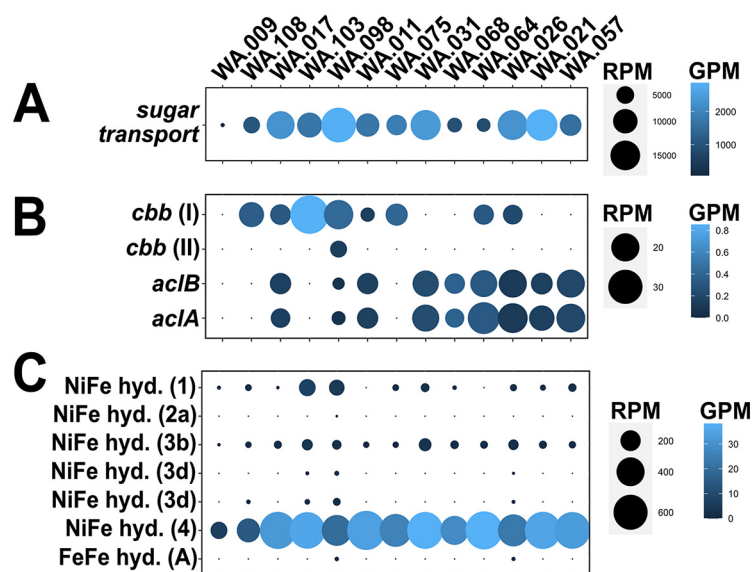 WA.009
WA.108
WA.017
WA.103
WA.098
WA.011
WA.075
WA.031
WA.068
WA.064
WA.026
WA.021
WA.057
A
sugar
transport
RPM
5000
10000
15000
GPM
2000
1000
B
cbb (I)
cbb (II)
aclB
aclA
RPM
20
30
GPM
0.8
0.6
0.4
0.2
0.0
C
NiFe hyd. (1)
NiFe hyd. (2a)
NiFe hyd. (3b)
NiFe hyd. (3d)
NiFe hyd. (3d)
NiFe hyd. (4)
FeFe hyd. (A)
RPM
200
400
600
GPM
30
20
10
0